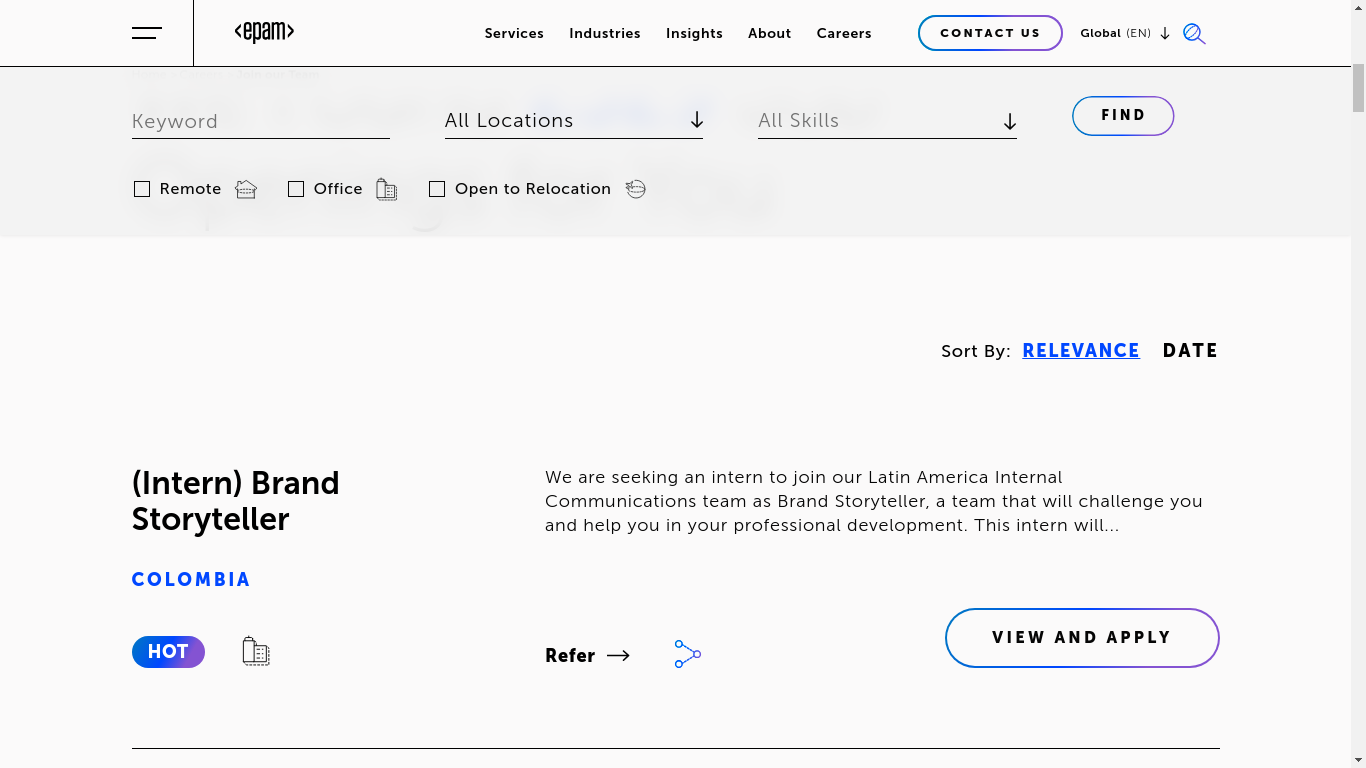 <epam>
Services Industries Insights About Careers CONTACT US Global (EN)
Keyword All Locations All Skills FIND
Remote Office Open to Relocation
Sort By: RELEVANCE DATE
(Intern) Brand
Storyteller
We are seeking an intern to join our Latin America Internal
Communications team as Brand Storyteller, a team that will challenge you
and help you in your professional development. This intern will...
COLOMBIA
HOT
Refer
VIEW AND APPLY